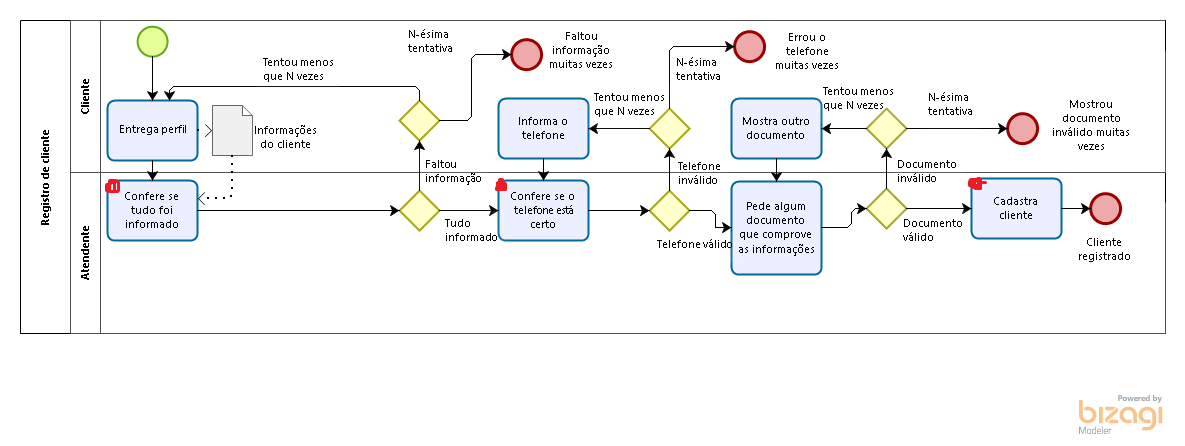 Registro de cliente
Cliente
Atendente
Entrega perfil
Informações
do cliente
Tentou menos
que N vezes
N-ésima
tentativa
Faltou
informação
muitas vezes
Faltou
informação
Confere se
tudo foi
informado
Tudo
informado
Informa o
telefone
Confere se o
telefone está
certo
Tentou menos
que N vezes
N-ésima
tentativa
Errou o
telefone
muitas vezes
Telefone
inválido
Telefone válido
Mostra outro
documento
Pede algum
documento
que comprove
as informações
Tentou menos
que N vezes
N-ésima
tentativa
Mostrou
documento
inválido muitas
vezes
Documento
inválido
Documento
válido
Cadastra
cliente
Cliente
registrado
Powered by
bizagi
Modeler